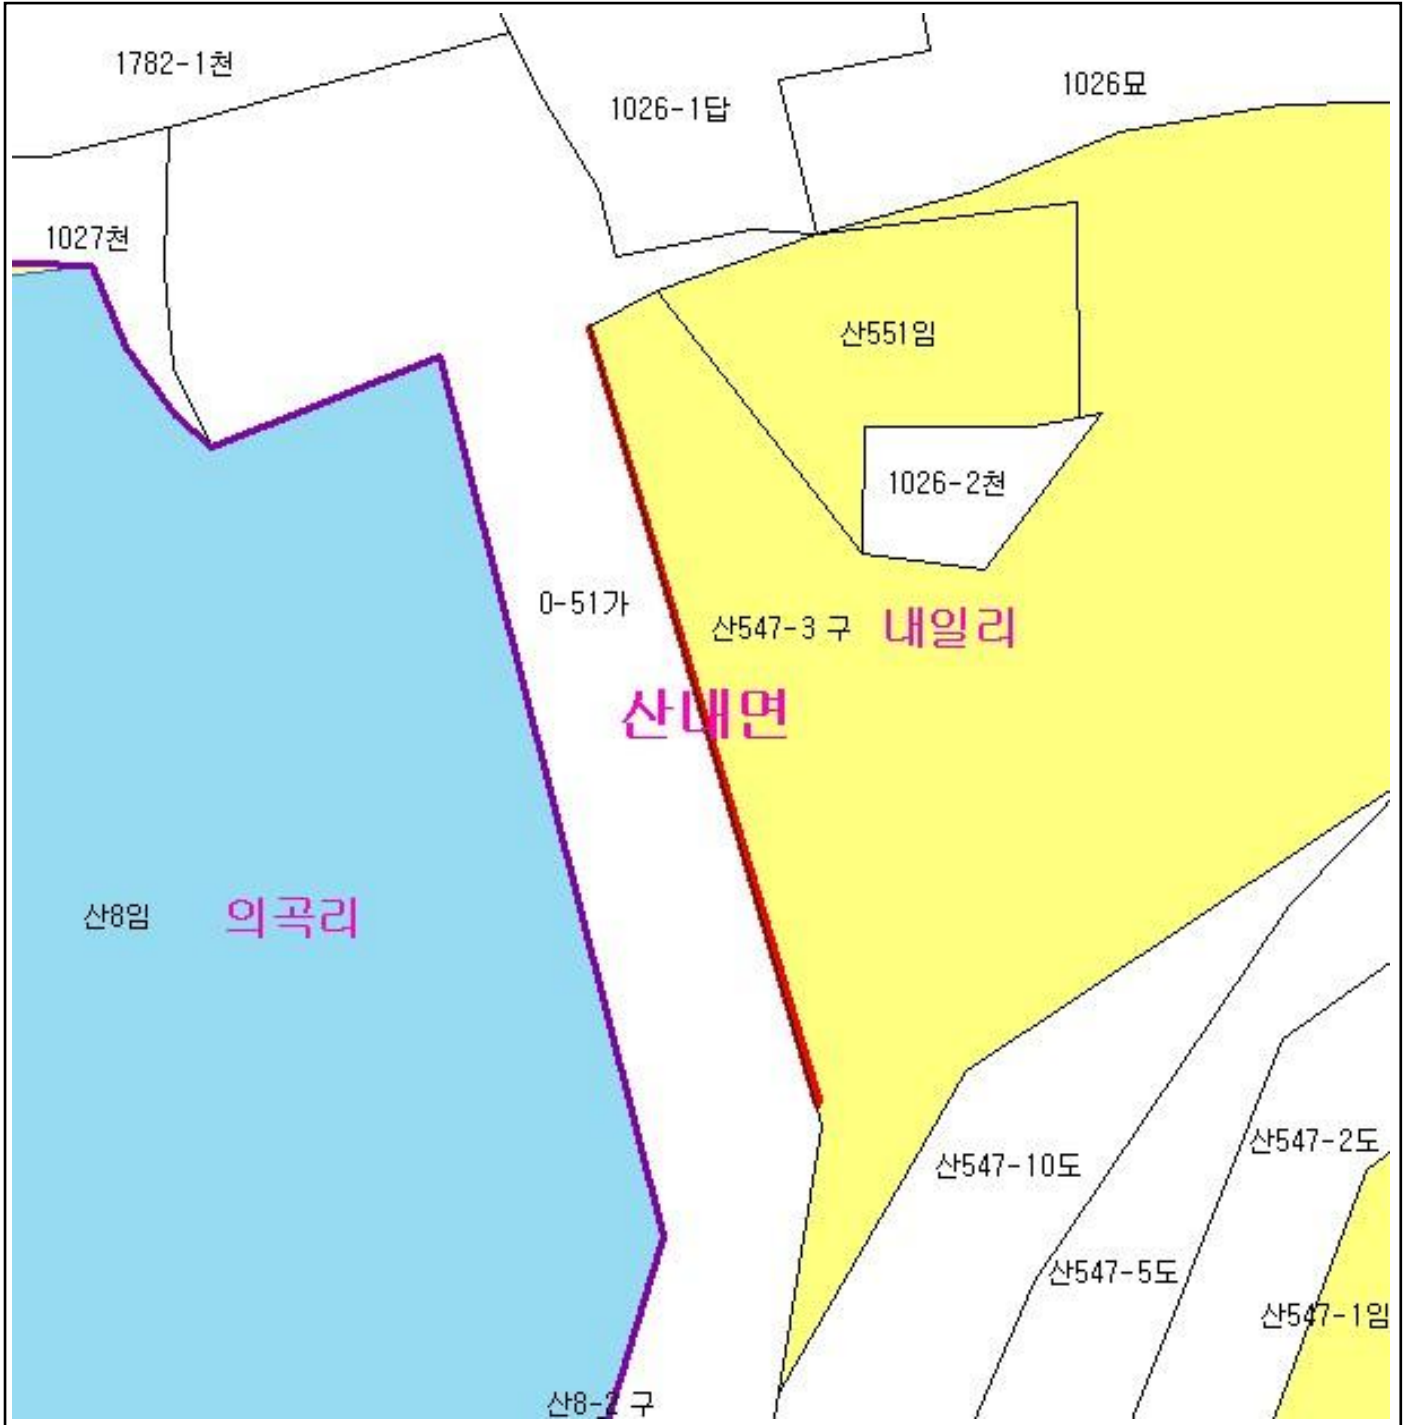 1782-1천
1026-1답
1026묘
1027천
산551임
1026-2천
0-51가
산547-3 구
내일리
산내면
산8임
의곡리
산547-2도
산547-10도
산547-5도
산547-1임
산8-2 구